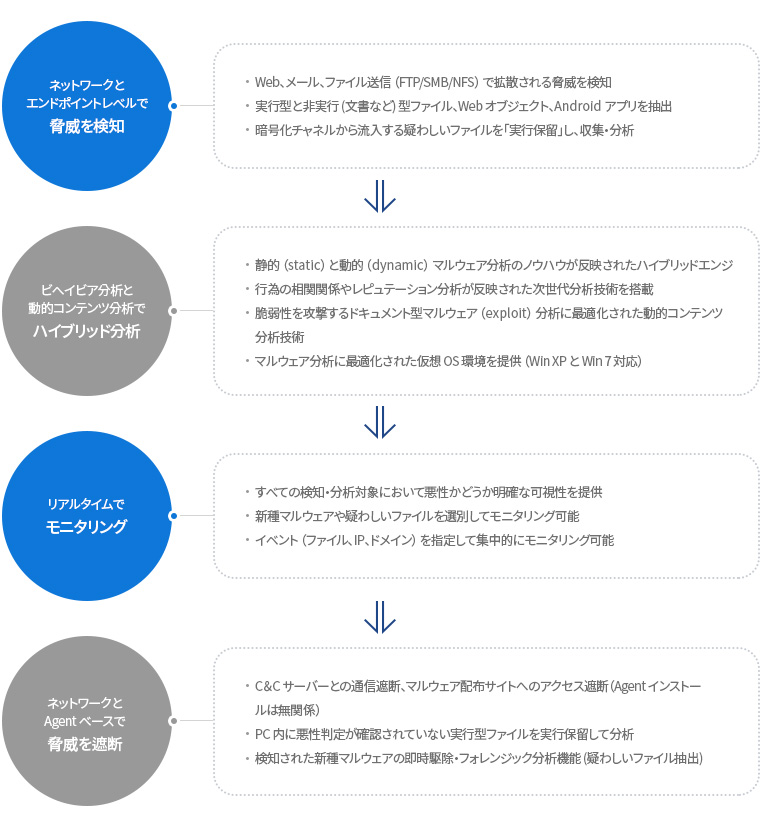 ネットワークと
エンドポイントレベルで
脅威を検知
・Web、メール、ファイル送信（FTP/SMB/NFS）で拡散される脅威を検知
・実行型と非実行(文書など)型ファイル、Web オブジェクト、Android アプリを抽出
・暗号化チャネルから流入する疑わしいファイルを「実行保留」し、収集・分析
ビヘイビア分析と
動的コンテンツ分析で
ハイブリッド分析
・静的（static）と動的（dynamic）マルウェア分析のノウハウが反映されたハイブリッドエンジ
・行為の相関関係やレピュテーション分析が反映された次世代分析技術を搭載
・脆弱性を攻撃するドキュメント型マルウェア（exploit）分析に最適化された動的コンテンツ
分析技術
・マルウェア分析に最適化された仮想 OS 環境を提供（Win XP と Win 7 対応）
リアルタイムで
モニタリング
・すべての検知・分析対象において悪性かどうか明確な可視性を提供
・新種マルウェアや疑わしいファイルを選別してモニタリング可能
・イベント（ファイル、IP、ドメイン）を指定して集中的にモニタリング可能
ネットワークと
Agent ベースで
脅威を遮断
・C&C サーバーとの通信遮断、マルウェア配布サイトへのアクセス遮断（Agent インストー
ルは無関係）
・PC 内に悪性判定が確認されていない実行型ファイルを実行保留して分析
・検知された新種マルウェアの即時駆除・フォレンジック分析機能 (疑わしいファイル抽出)